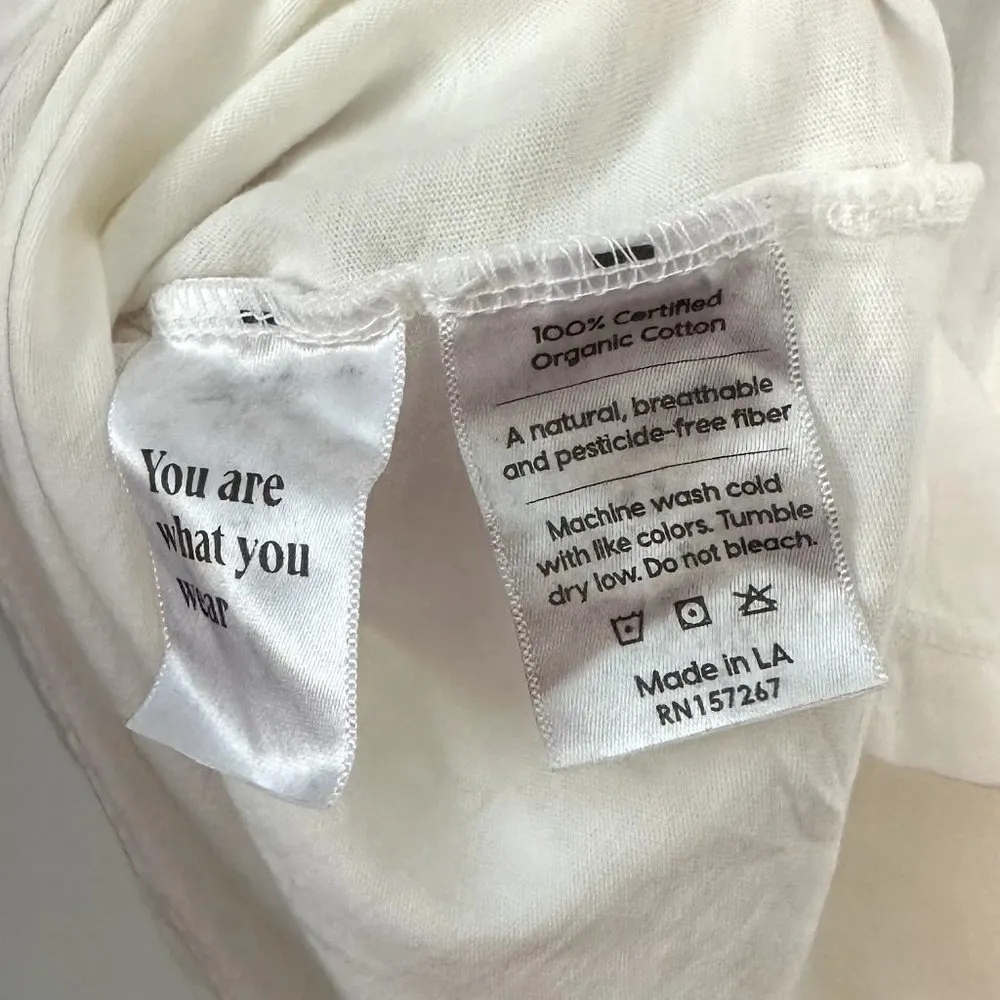 You are
what you
wear
100% Certified
Organic Cotton
A natural, breathable
and pesticide-free fiber
Machine wash cold
with like colors. Tumble
dry low. Do not bleach.
Made in LA
RN157267